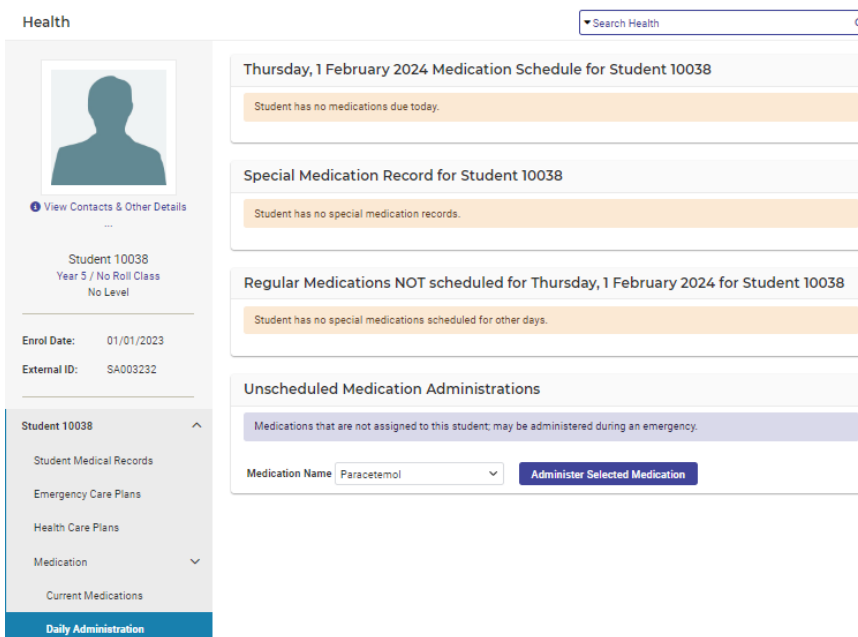 Health
Search Health
View Contacts & Other Details
...
Student 10038
Year 5 / No Roll Class
No Level
Enrol Date: 01/01/2023
External ID: SA003232
Student 10038
Student Medical Records
Emergency Care Plans
Health Care Plans
Medication
Current Medications
Daily Administration
Thursday, 1 February 2024 Medication Schedule for Student 10038
Student has no medications due today.
Special Medication Record for Student 10038
Student has no special medication records.
Regular Medications NOT scheduled for Thursday, 1 February 2024 for Student 10038
Student has no special medications scheduled for other days.
Unscheduled Medication Administrations
Medications that are not assigned to this student; may be administered during an emergency.
Medication Name Paracetemol Administer Selected Medication